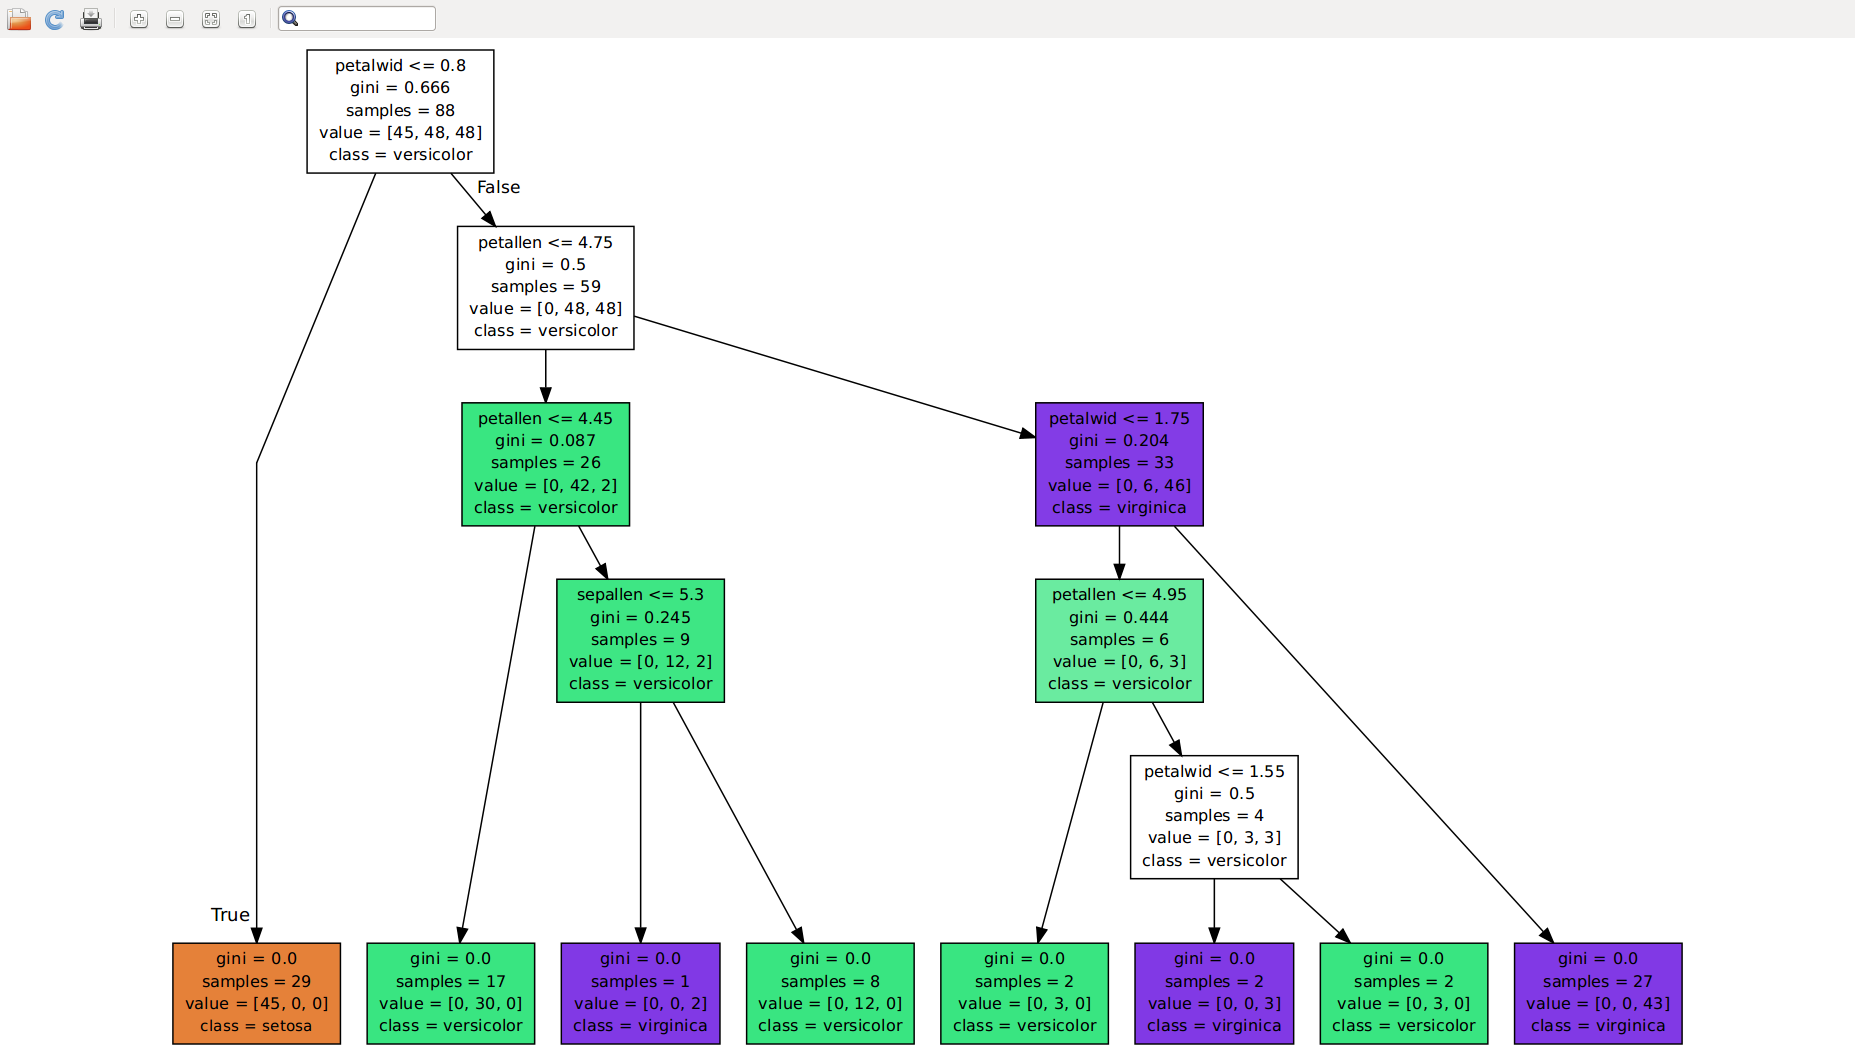 petalwid <= 0.8
gini = 0.666
samples = 88
value = [45, 48, 48]
class = versicolor
False
petallen <= 4.75
gini = 0.5
samples = 59
value = [0, 48, 48]
class = versicolor
petallen <= 4.45
gini = 0.087
samples = 26
value = [0, 42, 2]
class = versicolor
petalwid <= 1.75
gini = 0.204
samples = 33
value = [0, 6, 46]
class = virginica
sepallen <= 5.3
gini = 0.245
samples = 9
value = [0, 12, 2]
class = versicolor
petallen <= 4.95
gini = 0.444
samples = 6
value = [0, 6, 3]
class = versicolor
petalwid <= 1.55
gini = 0.5
samples = 4
value = [0, 3, 3]
class = versicolor
True
gini = 0.0
samples = 29
value = [45, 0, 0]
class = setosa
gini = 0.0
samples = 17
value = [0, 30, 0]
class = versicolor
gini = 0.0
samples = 1
value = [0, 0, 2]
class = virginica
gini = 0.0
samples = 8
value = [0, 12, 0]
class = versicolor
gini = 0.0
samples = 2
value = [0, 3, 0]
class = versicolor
gini = 0.0
samples = 2
value = [0, 0, 3]
class = virginica
gini = 0.0
samples = 2
value = [0, 3, 0]
class = versicolor
gini = 0.0
samples = 27
value = [0, 0, 43]
class = virginica